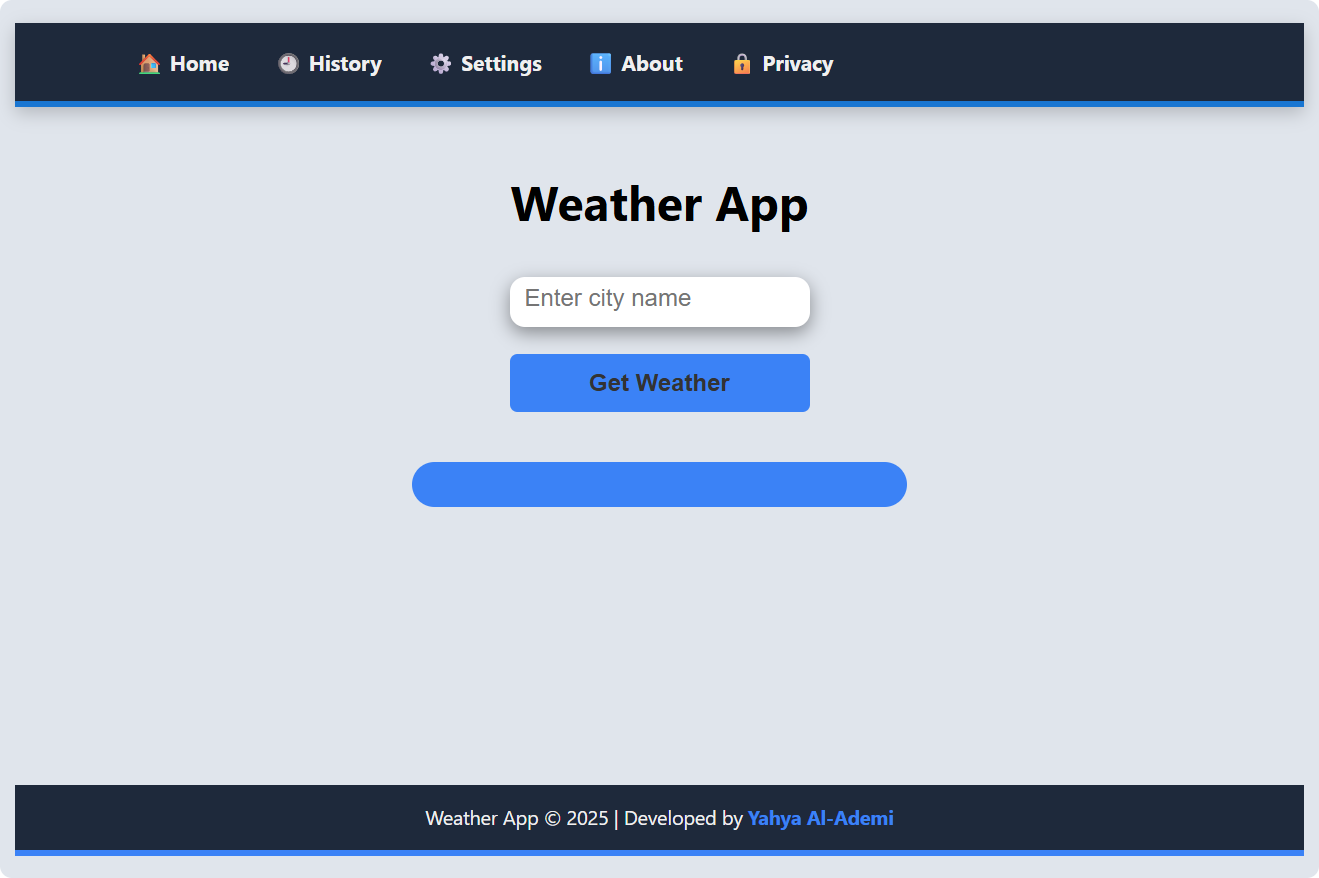 🏠 Home 🕘 History ⚙️ Settings ℹ️ About 🔒 Privacy
Weather App
Enter city name
Get Weather
Weather App © 2025 | Developed by Yahya Al-Ademi